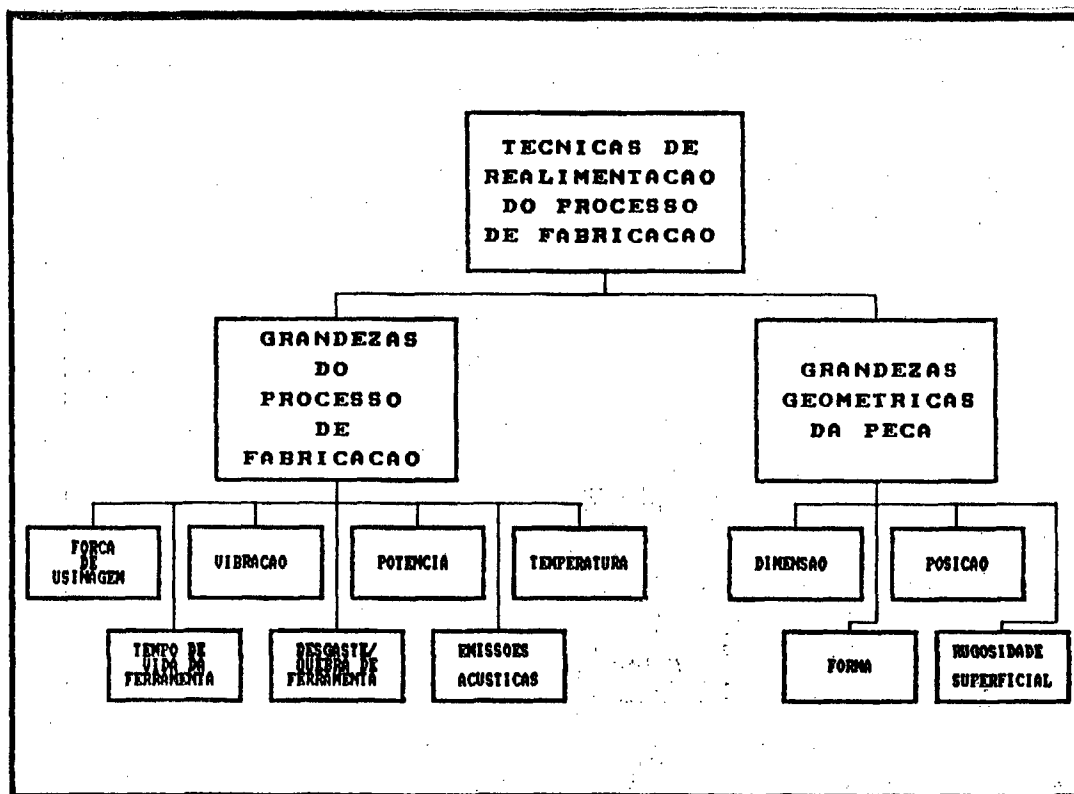 TECNICAS DE
REALIMENTACAO
DO PROCESSO
DE FABRICACAO
GRANDEZAS
DO
PROCESSO
DE
FABRICACAO
GRANDEZAS
GEOMETRICAS
DA PECA
FORCA
DE
USINAGEM
VIBRACAO
POTENCIA
TEMPERATURA
DIMENSAO
POSICAO
TEMPO DE
VIDA DA
FERRAMENTA
DESGASTE/
QUEBRA DE
FERRAMENTA
EMISSOES
ACUSTICAS
FORMA
RUGOSIDADE
SUPERFICIAL